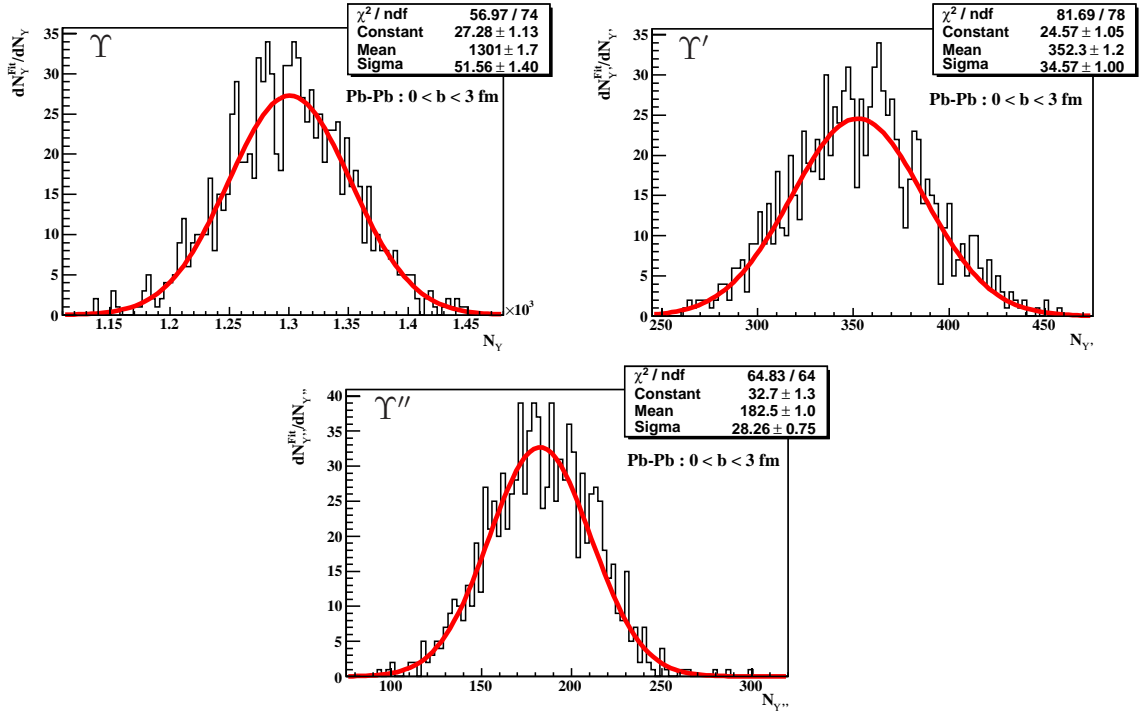 ϒ
χ² / ndf 56.97 / 74
Constant 27.28 ± 1.13
Mean 1301 ± 1.7
Sigma 51.56 ± 1.40
Pb-Pb : 0 < b < 3 fm
dN_Υ^Fit/dN_Υ
35
30
25
20
15
10
5
0
1.15 1.2 1.25 1.3 1.35 1.4 1.45 ×10³
N_Υ
ϒ′
χ² / ndf 81.69 / 78
Constant 24.57 ± 1.05
Mean 352.3 ± 1.2
Sigma 34.57 ± 1.00
Pb-Pb : 0 < b < 3 fm
dN_Υ'^Fit/dN_Υ'
35
30
25
20
15
10
5
0
250 300 350 400 450
N_Υ'
ϒ″
χ² / ndf 64.83 / 64
Constant 32.7 ± 1.3
Mean 182.5 ± 1.0
Sigma 28.26 ± 0.75
Pb-Pb : 0 < b < 3 fm
dN_Υ''^Fit/dN_Υ''
40
35
30
25
20
15
10
5
0
100 150 200 250 300
N_Υ''